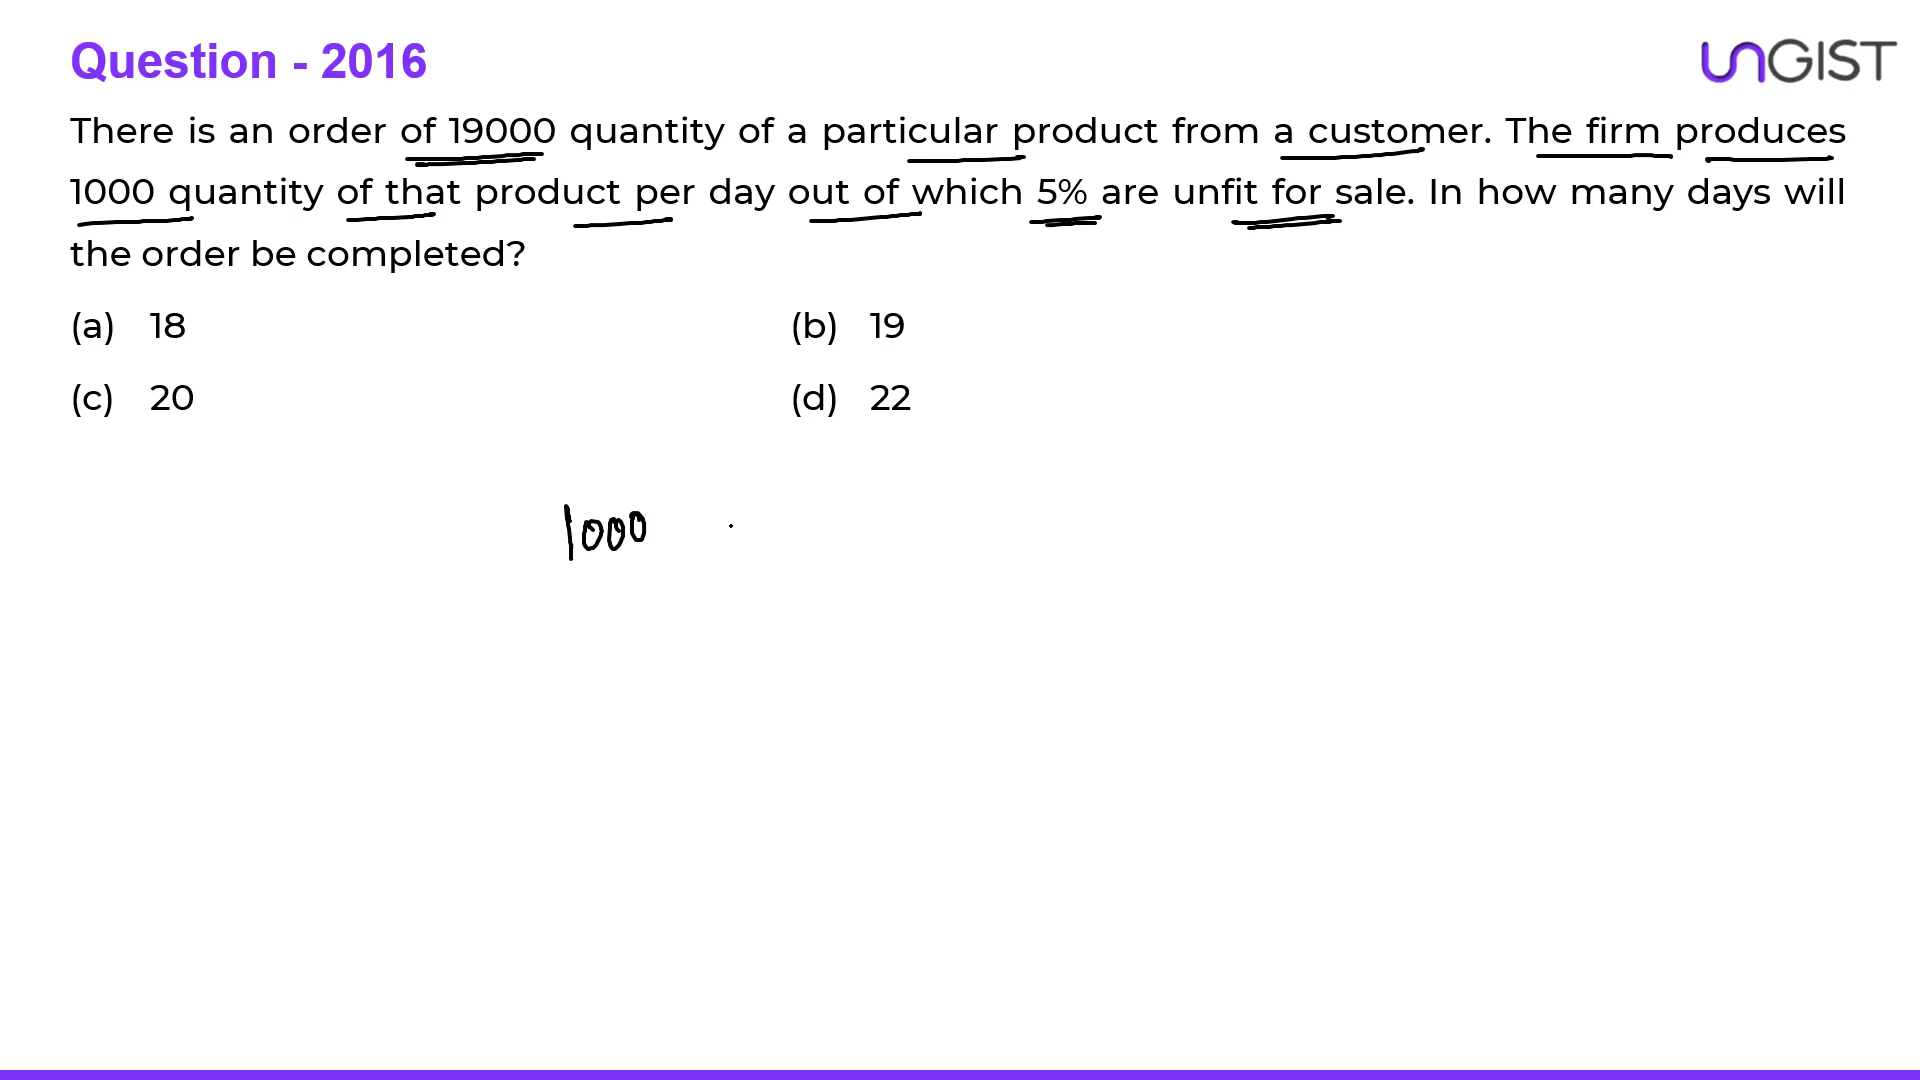 Question - 2016
UNGIST
There is an order of 19000 quantity of a particular product from a customer. The firm produces
1000 quantity of that product per day out of which 5% are unfit for sale. In how many days will
the order be completed?
(a) 18
(b) 19
(c) 20
(d) 22
1000